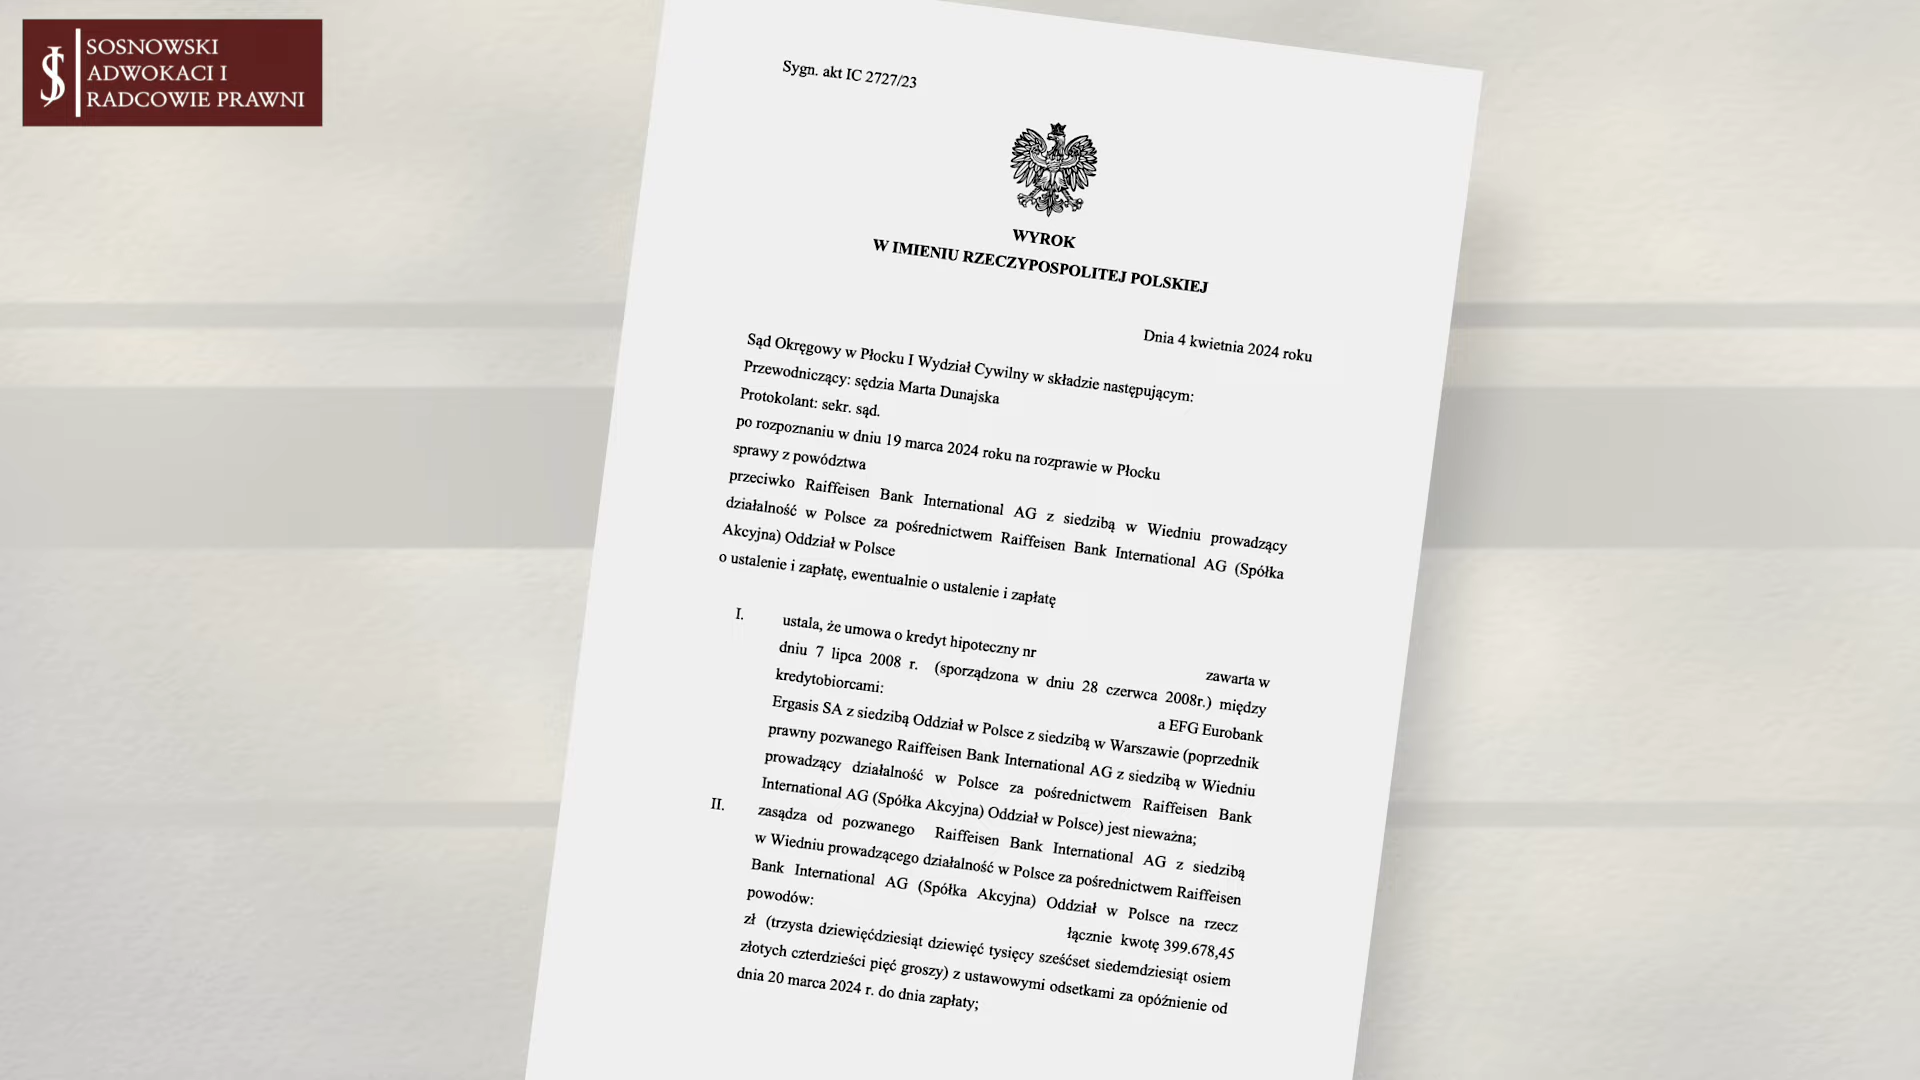 SOSNOWSKI
ADWOKACI I
RADCOWIE PRAWNI
Sygn. akt IC 2727/23
WYROK
W IMIENIU RZECZYPOSPOLITEJ POLSKIEJ
Dnia 4 kwietnia 2024 roku
Sąd Okręgowy w Płocku I Wydział Cywilny w składzie następującym:
Przewodniczący: sędzia Marta Dunajska
Protokolant: sekr. sąd.
po rozpoznaniu w dniu 19 marca 2024 roku na rozprawie w Płocku
sprawy z powództwa
przeciwko Raiffeisen Bank International AG z siedzibą w Wiedniu prowadzący
działalność w Polsce za pośrednictwem Raiffeisen Bank International AG (Spółka
Akcyjna) Oddział w Polsce
o ustalenie i zapłatę, ewentualnie o ustalenie i zapłatę
I. ustala, że umowa o kredyt hipoteczny nr zawarta w
dniu 7 lipca 2008 r. (sporządzona w dniu 28 czerwca 2008r.) między
kredytobiorcami: a EFG Eurobank
Ergasis SA z siedzibą Oddział w Polsce z siedzibą w Warszawie (poprzednik
prawny pozwanego Raiffeisen Bank International AG z siedzibą w Wiedniu
prowadzący działalność w Polsce za pośrednictwem Raiffeisen Bank
International AG (Spółka Akcyjna) Oddział w Polsce) jest nieważna;
II. zasądza od pozwanego Raiffeisen Bank International AG z siedzibą
w Wiedniu prowadzącego działalność w Polsce za pośrednictwem Raiffeisen
Bank International AG (Spółka Akcyjna) Oddział w Polsce na rzecz
powodów: łącznie kwotę 399.678,45
zł (trzysta dziewięćdziesiąt dziewięć tysięcy sześćset siedemdziesiąt osiem
złotych czterdzieści pięć groszy) z ustawowymi odsetkami za opóźnienie od
dnia 20 marca 2024 r. do dnia zapłaty;